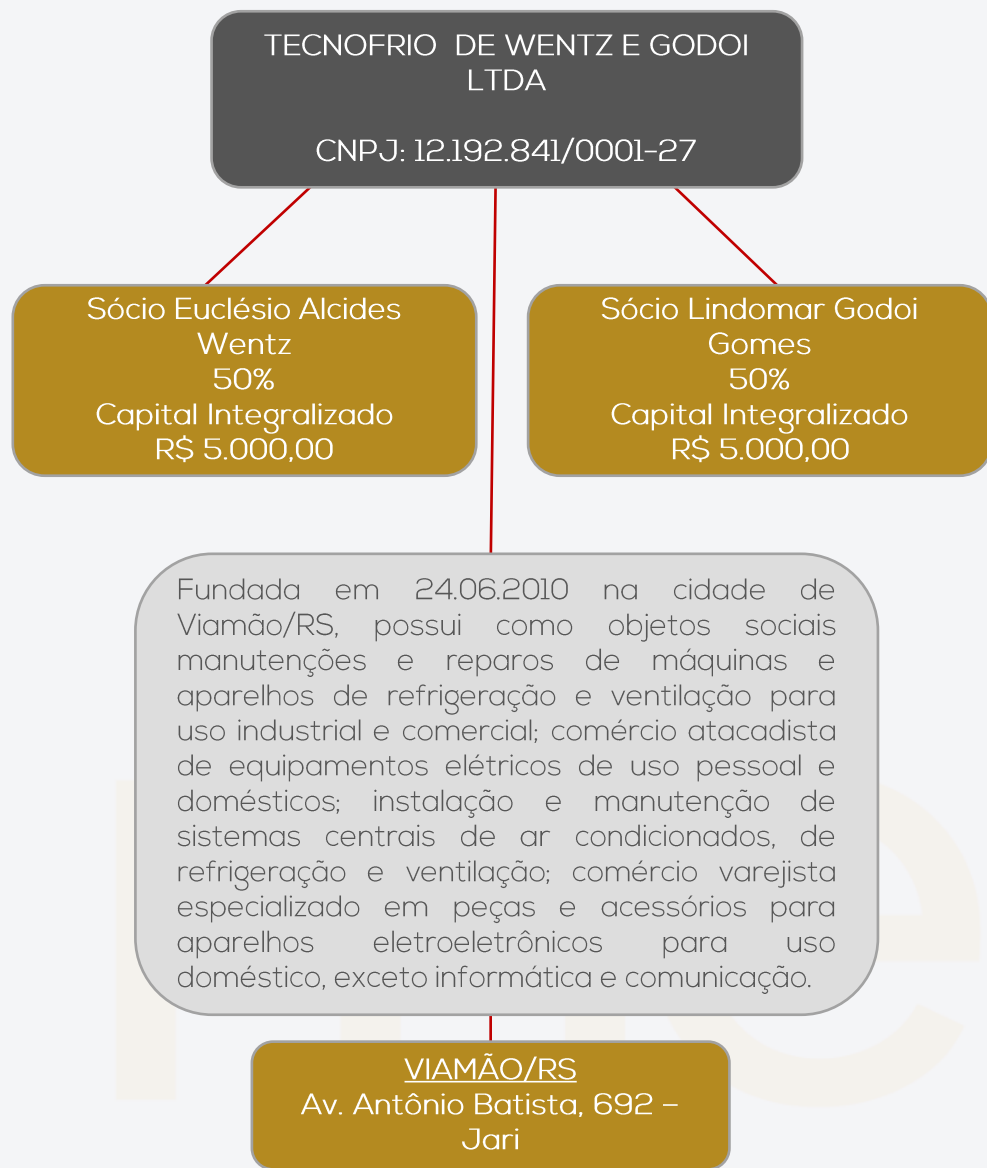 TECNOFRIO DE WENTZ E GODOI
LTDA
CNPJ: 12.192.841/0001-27
Sócio Euclésio Alcides
Wentz
50%
Capital Integralizado
R$ 5.000,00
Sócio Lindomar Godoi
Gomes
50%
Capital Integralizado
R$ 5.000,00
Fundada em 24.06.2010 na cidade de
Viamão/RS, possui como objetos sociais
manutenções e reparos de máquinas e
aparelhos de refrigeração e ventilação para
uso industrial e comercial; comércio atacadista
de equipamentos elétricos de uso pessoal e
domésticos; instalação e manutenção de
sistemas centrais de ar condicionados, de
refrigeração e ventilação; comércio varejista
especializado em peças e acessórios para
aparelhos eletroeletrônicos para uso
doméstico, exceto informática e comunicação.
VIAMÃO/RS
Av. Antônio Batista, 692 –
Jari